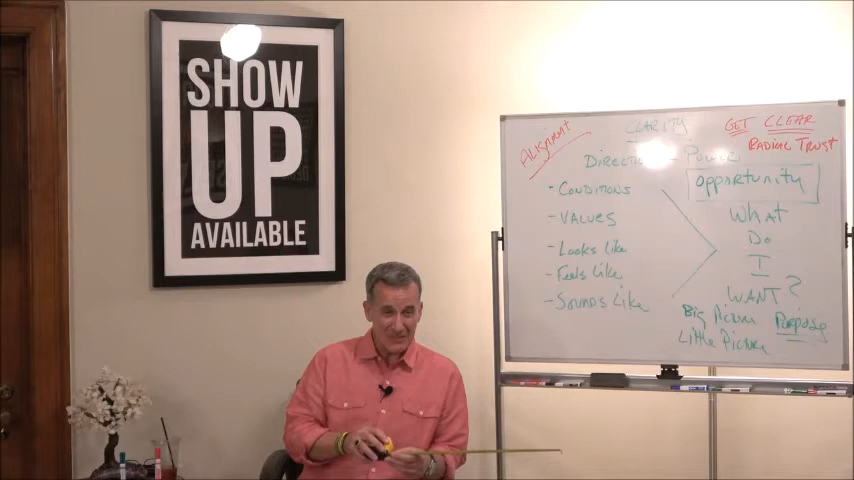 SHOW
UP
AVAILABLE
Alignment
CLARITY
GET CLEAR
RADICAL TRUST
Power
opportunity
- CONDITIONS
- VALUES
- Looks Like
- Feels Like
- Sounds Like
What
Do
I
WANT?
Big Picture Purpose
Little Picture